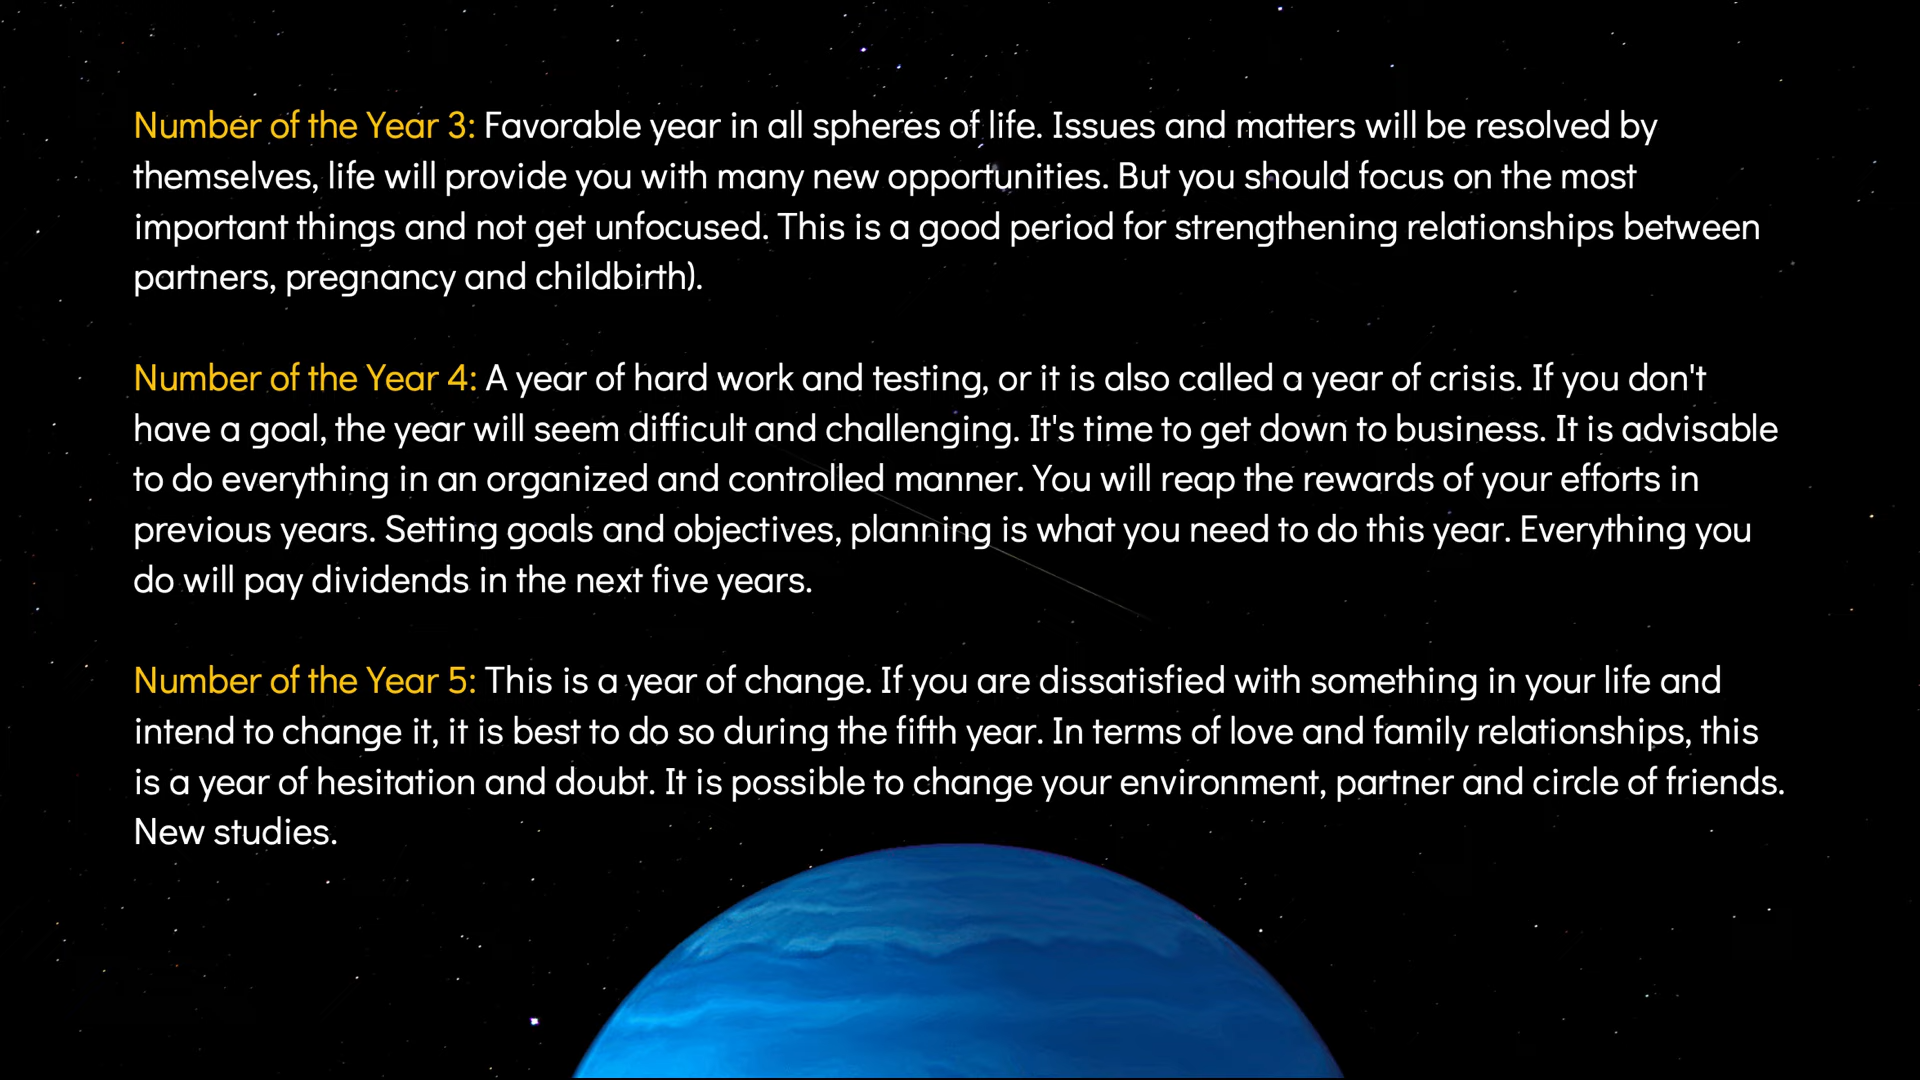 Number of the Year 3: Favorable year in all spheres of life. Issues and matters will be resolved by
themselves, life will provide you with many new opportunities. But you should focus on the most
important things and not get unfocused. This is a good period for strengthening relationships between
partners, pregnancy and childbirth).
Number of the Year 4: A year of hard work and testing, or it is also called a year of crisis. If you don't
have a goal, the year will seem difficult and challenging. It's time to get down to business. It is advisable
to do everything in an organized and controlled manner. You will reap the rewards of your efforts in
previous years. Setting goals and objectives, planning is what you need to do this year. Everything you
do will pay dividends in the next five years.
Number of the Year 5: This is a year of change. If you are dissatisfied with something in your life and
intend to change it, it is best to do so during the fifth year. In terms of love and family relationships, this
is a year of hesitation and doubt. It is possible to change your environment, partner and circle of friends.
New studies.